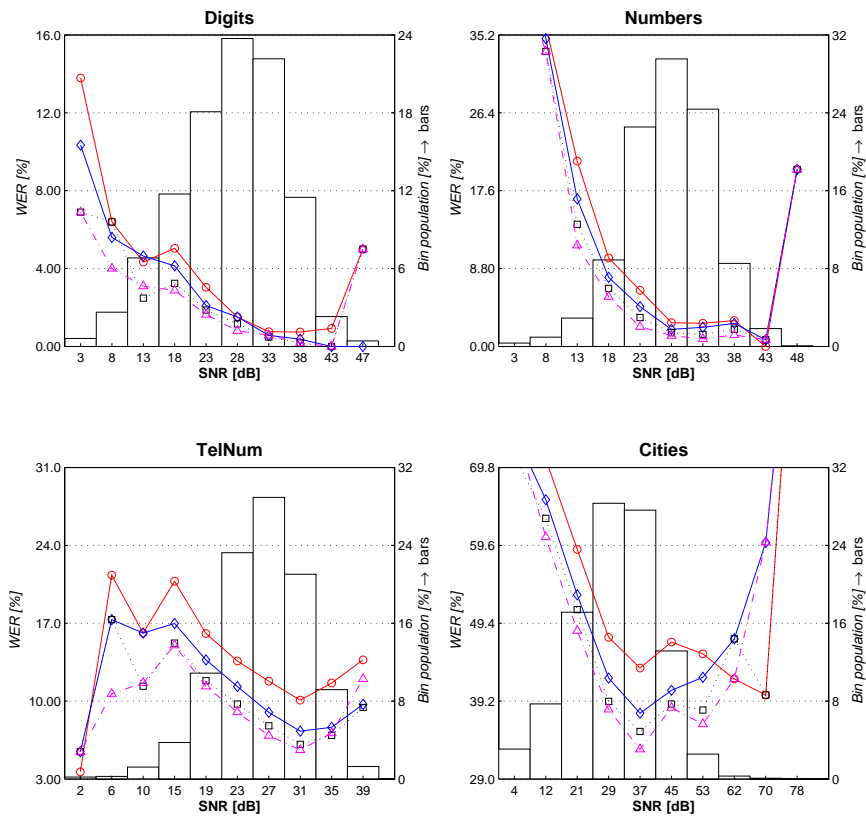 Digits
16.0
12.0
8.00
4.00
0.00
WER [%]
24
18
12
6
0
Bin population [%] → bars
3 8 13 18 23 28 33 38 43 47
SNR [dB]
Numbers
35.2
26.4
17.6
8.80
0.00
WER [%]
32
24
16
8
0
Bin population [%] → bars
3 8 13 18 23 28 33 38 43 48
SNR [dB]
TelNum
31.0
24.0
17.0
10.00
3.00
WER [%]
32
24
16
8
0
Bin population [%] → bars
2 6 10 15 19 23 27 31 35 39
SNR [dB]
Cities
69.8
59.6
49.4
39.2
29.0
WER [%]
32
24
16
8
0
Bin population [%] → bars
4 12 21 29 37 45 53 62 70 78
SNR [dB]